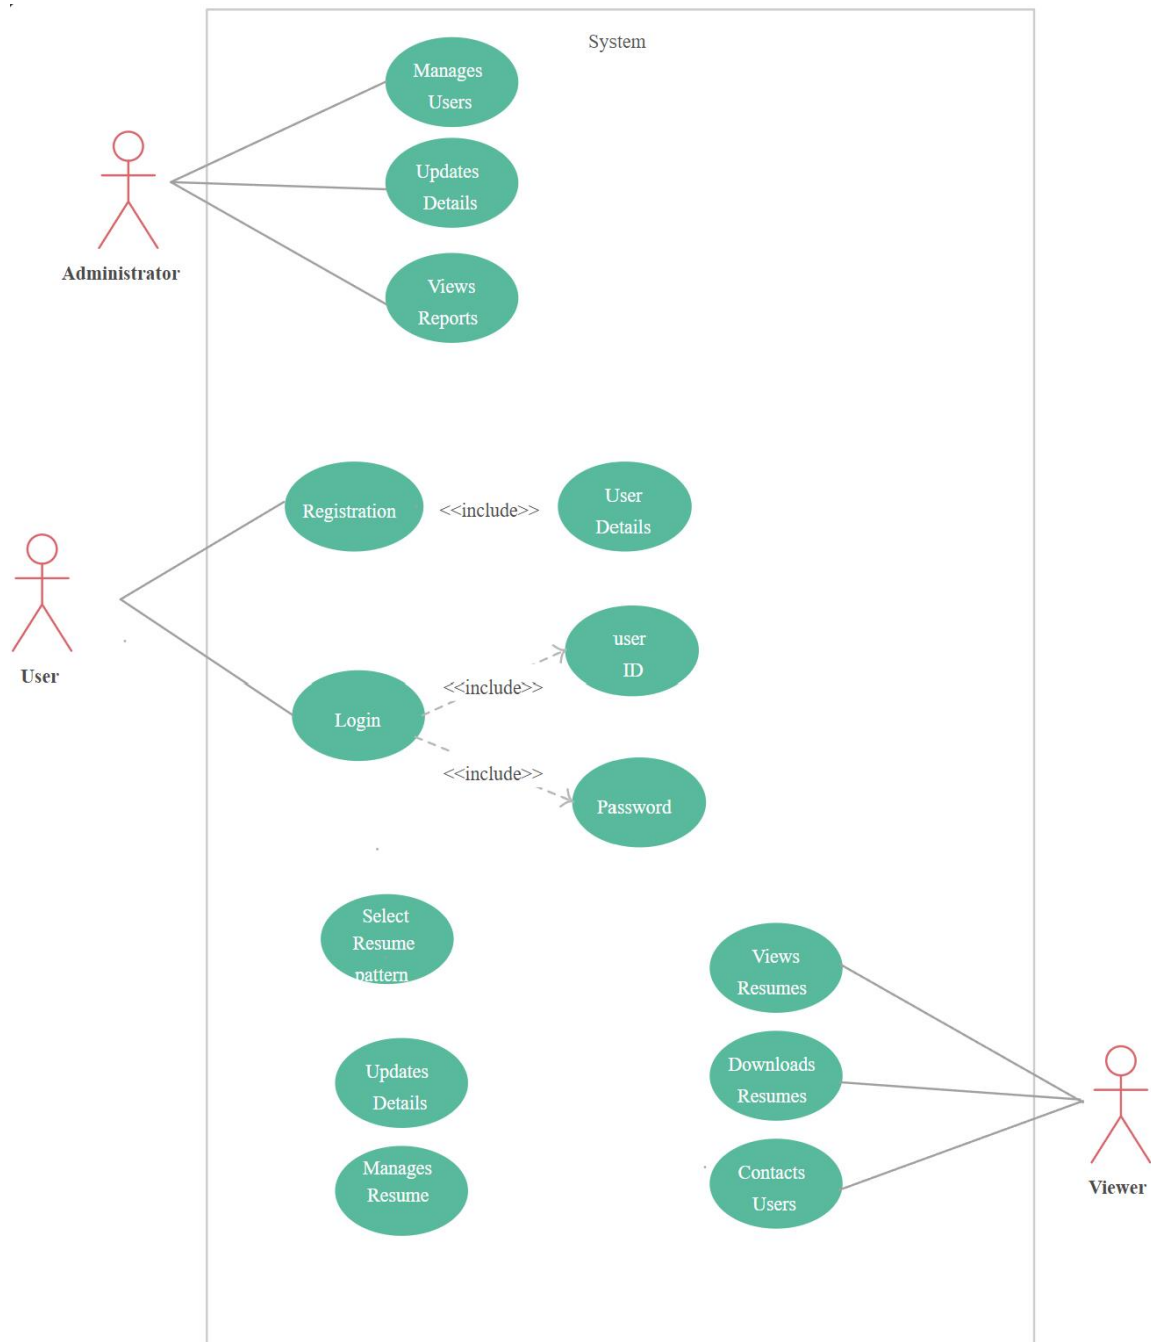 System
Manages
Users
Updates
Details
Administrator
Views
Reports
Registration
<<include>>
User
Details
User
user
ID
<<include>>
Login
<<include>>
Password
Select
Resume
pattern
Views
Resumes
Updates
Details
Downloads
Resumes
Manages
Resume
Contacts
Users
Viewer